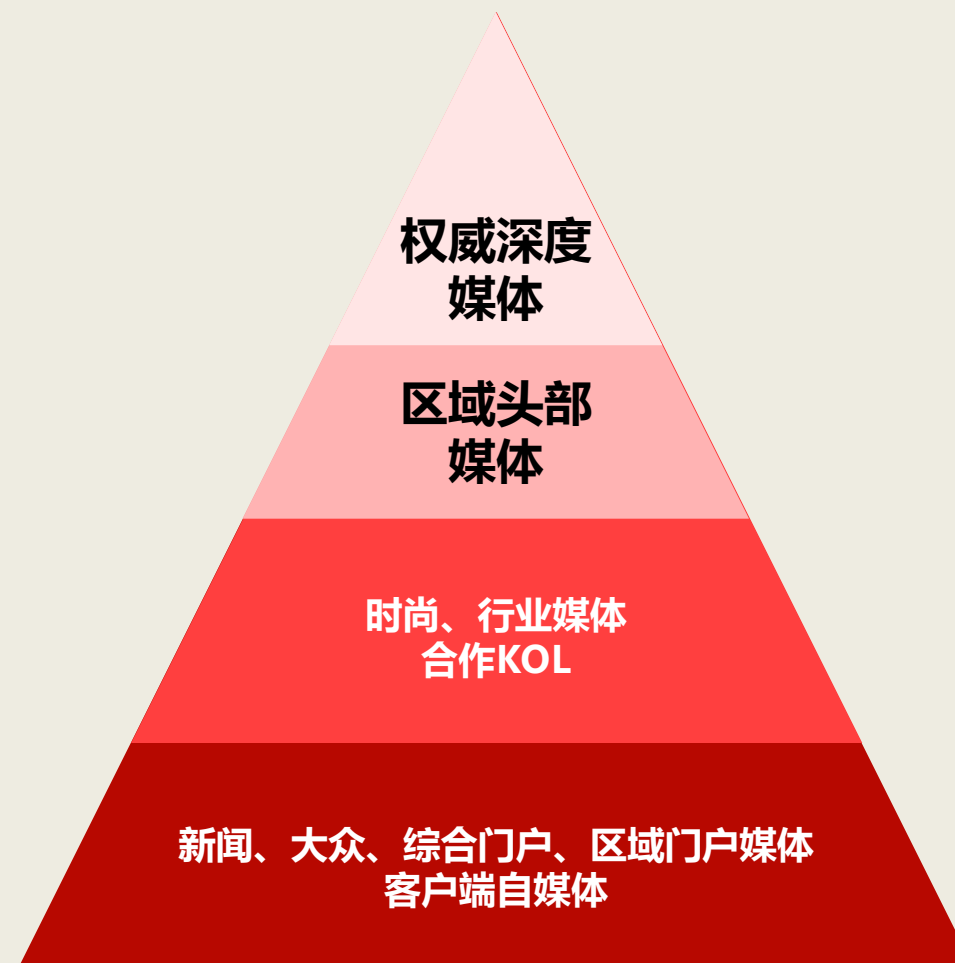 权威深度
媒体
区域头部
媒体
时尚、行业媒体
合作KOL
新闻、大众、综合门户、区域门户媒体
客户端自媒体